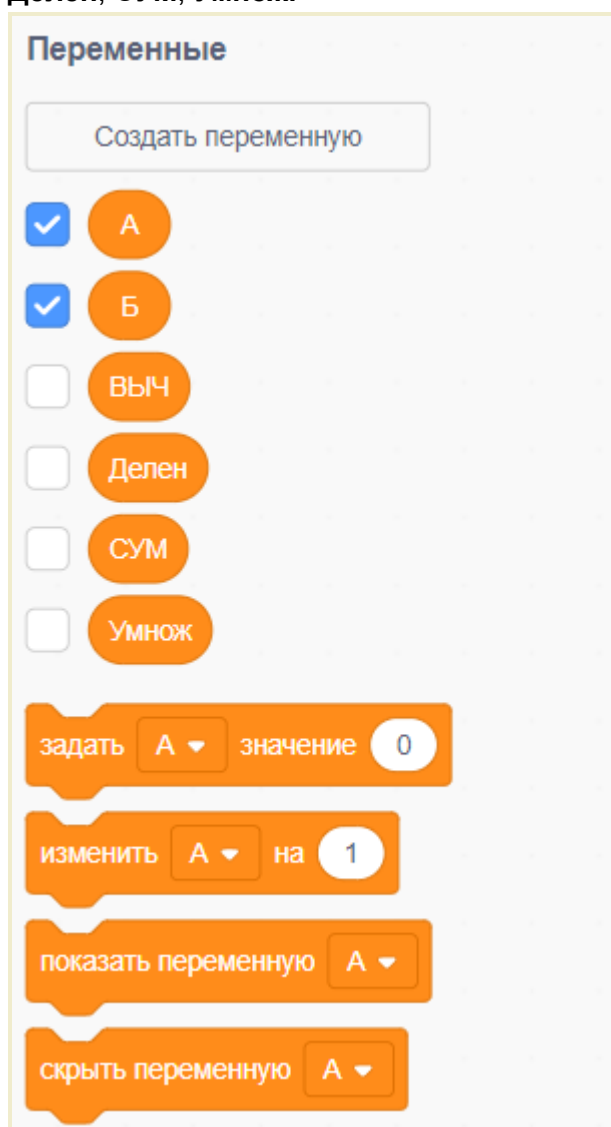 Переменные
Создать переменную
А
Б
ВЫЧ
Делен
СУМ
Умнож
задать А значение 0
изменить А на 1
показать переменную А
скрыть переменную А